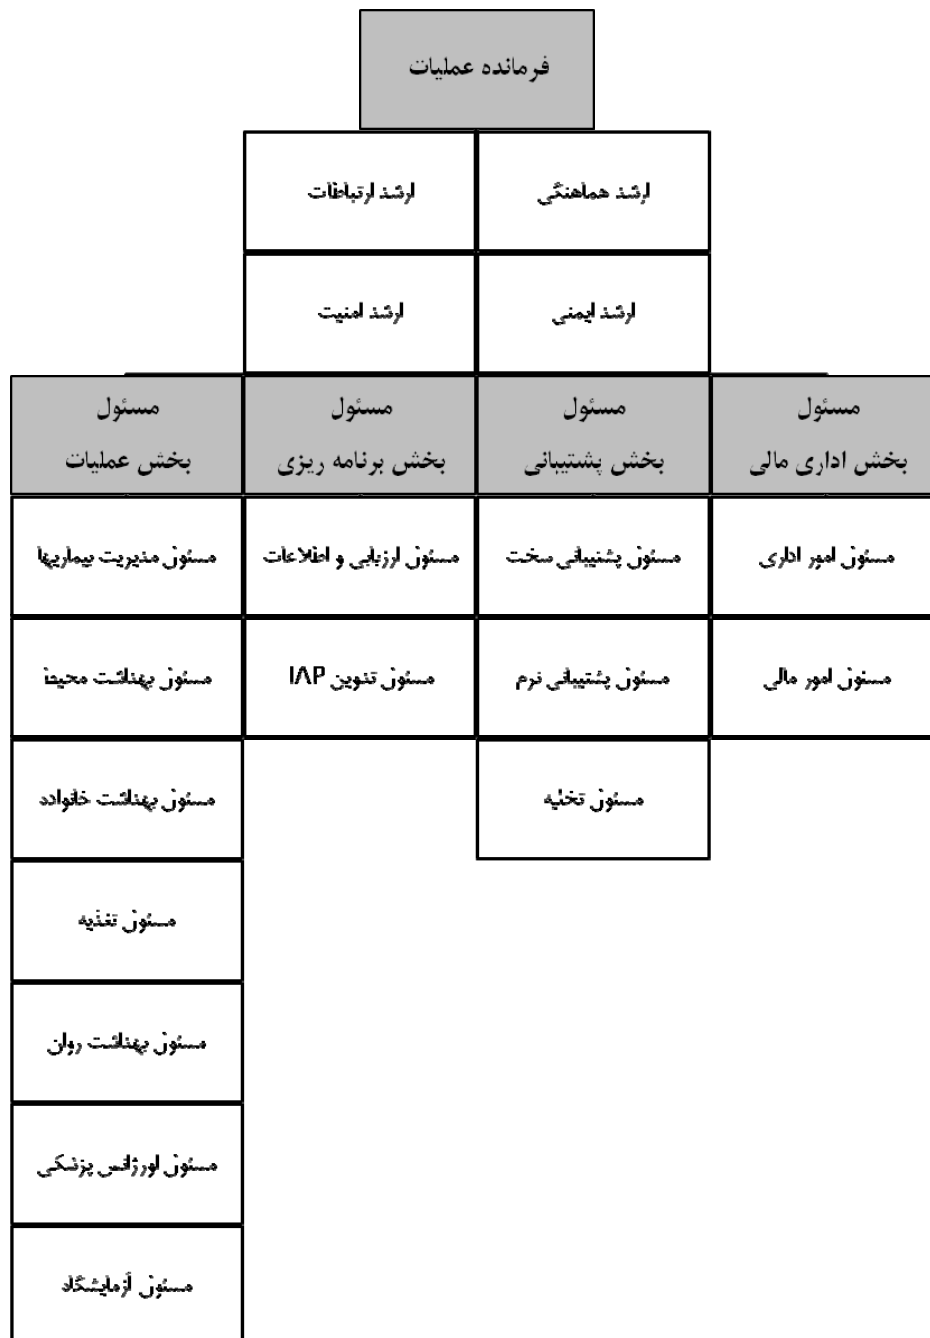 فرمانده عملیات
ارشد هماهنگی
ارشد ارتباطات
ارشد ایمنی
ارشد امنیت
مسئول
بخش اداری مالی
مسئول
بخش پشتیبانی
مسئول
بخش برنامه ریزی
مسئول
بخش عملیات
مسئول امور اداری
مسئول پشتیبانی سخت
مسئول ارزیابی و اطلاعات
مسئول مدیریت بیماریها
مسئول امور مالی
مسئول پشتیبانی نرم
مسئول تدوین IAP
مسئول بهداشت محیط
مسئول تخلیه
مسئول بهداشت خانواده
مسئول تغذیه
مسئول بهداشت روان
مسئول اورژانس پزشکی
مسئول آزمایشگاه